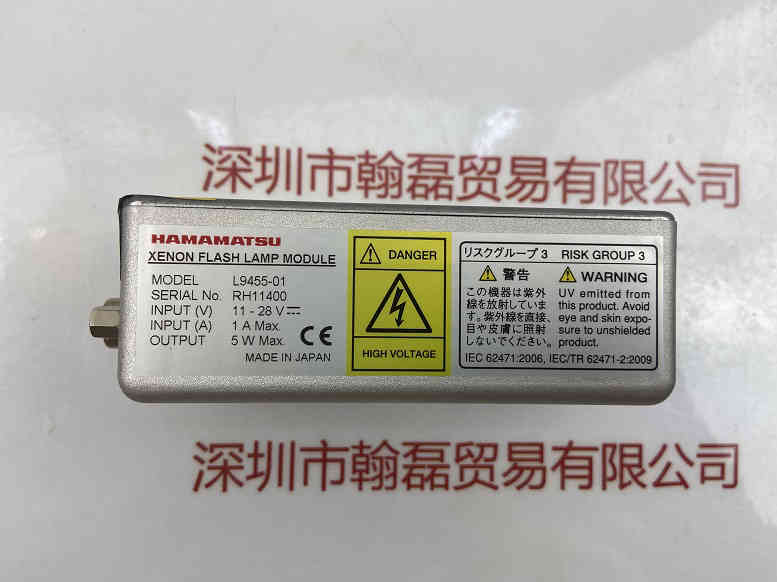 深圳市翰磊贸易有限公司
HAMAMATSU
XENON FLASH LAMP MODULE
MODEL L9455-01
SERIAL No. RH11400
INPUT (V) 11 - 28 V
INPUT (A) 1 A Max.
OUTPUT 5 W Max.
CE
MADE IN JAPAN
DANGER
HIGH VOLTAGE
リスクグループ 3 RISK GROUP 3
警告
この機器は紫外
線を放射していま
す。紫外線を直接、
目や皮膚に照射
しないでください。
WARNING
UV emitted from
this product. Avoid
eye and skin expo-
sure to unshielded
product.
IEC 62471:2006, IEC/TR 62471-2:2009
深圳市翰磊贸易有限公司